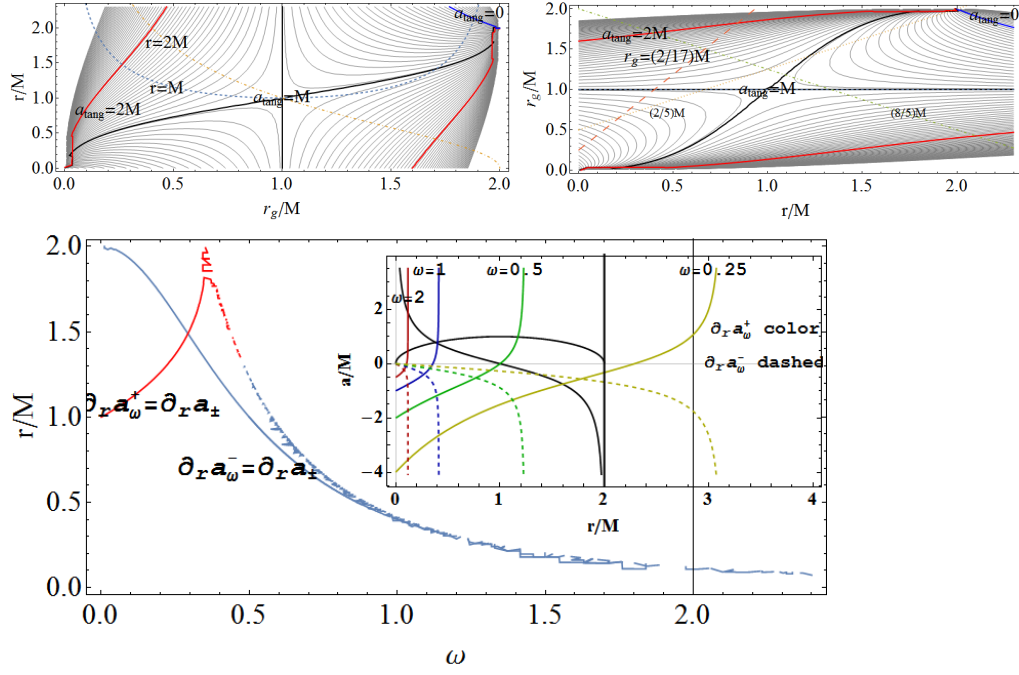 a_tang=0
r=2M
r=M
a_tang=M
a_tang=2M
r/M
2.0
1.5
1.0
0.5
0.0
0.0
0.5
1.0
1.5
2.0
r_g/M
a_tang=0
a_tang=2M
r_g=(2/17)M
a_tang=M
(2/5)M
(8/5)M
r_g/M
2.0
1.5
1.0
0.5
0.0
0.0
0.5
1.0
1.5
2.0
r/M
2.0
1.5
1.0
0.5
0.0
r/M
∂_r a_ω^+=∂_r a_±
∂_r a_ω^-=∂_r a_±
0.0
0.5
1.0
1.5
2.0
ω
ω=1
ω=0.5
ω=0.25
ω=2
∂_r a_ω^+ color
∂_r a_ω^- dashed
a/M
2
0
−2
−4
0
1
2
3
4
r/M